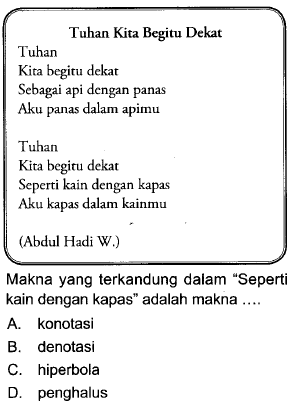 Tuhan Kita Begitu Dekat
Tuhan
Kita begitu dekat
Sebagai api dengan panas
Aku panas dalam apimu
Tuhan
Kita begitu dekat
Seperti kain dengan kapas
Aku kapas dalam kainmu
(Abdul Hadi W.)
Makna yang terkandung dalam "Seperti
kain dengan kapas" adalah makna ....
A. konotasi
B. denotasi
C. hiperbola
D. penghalus